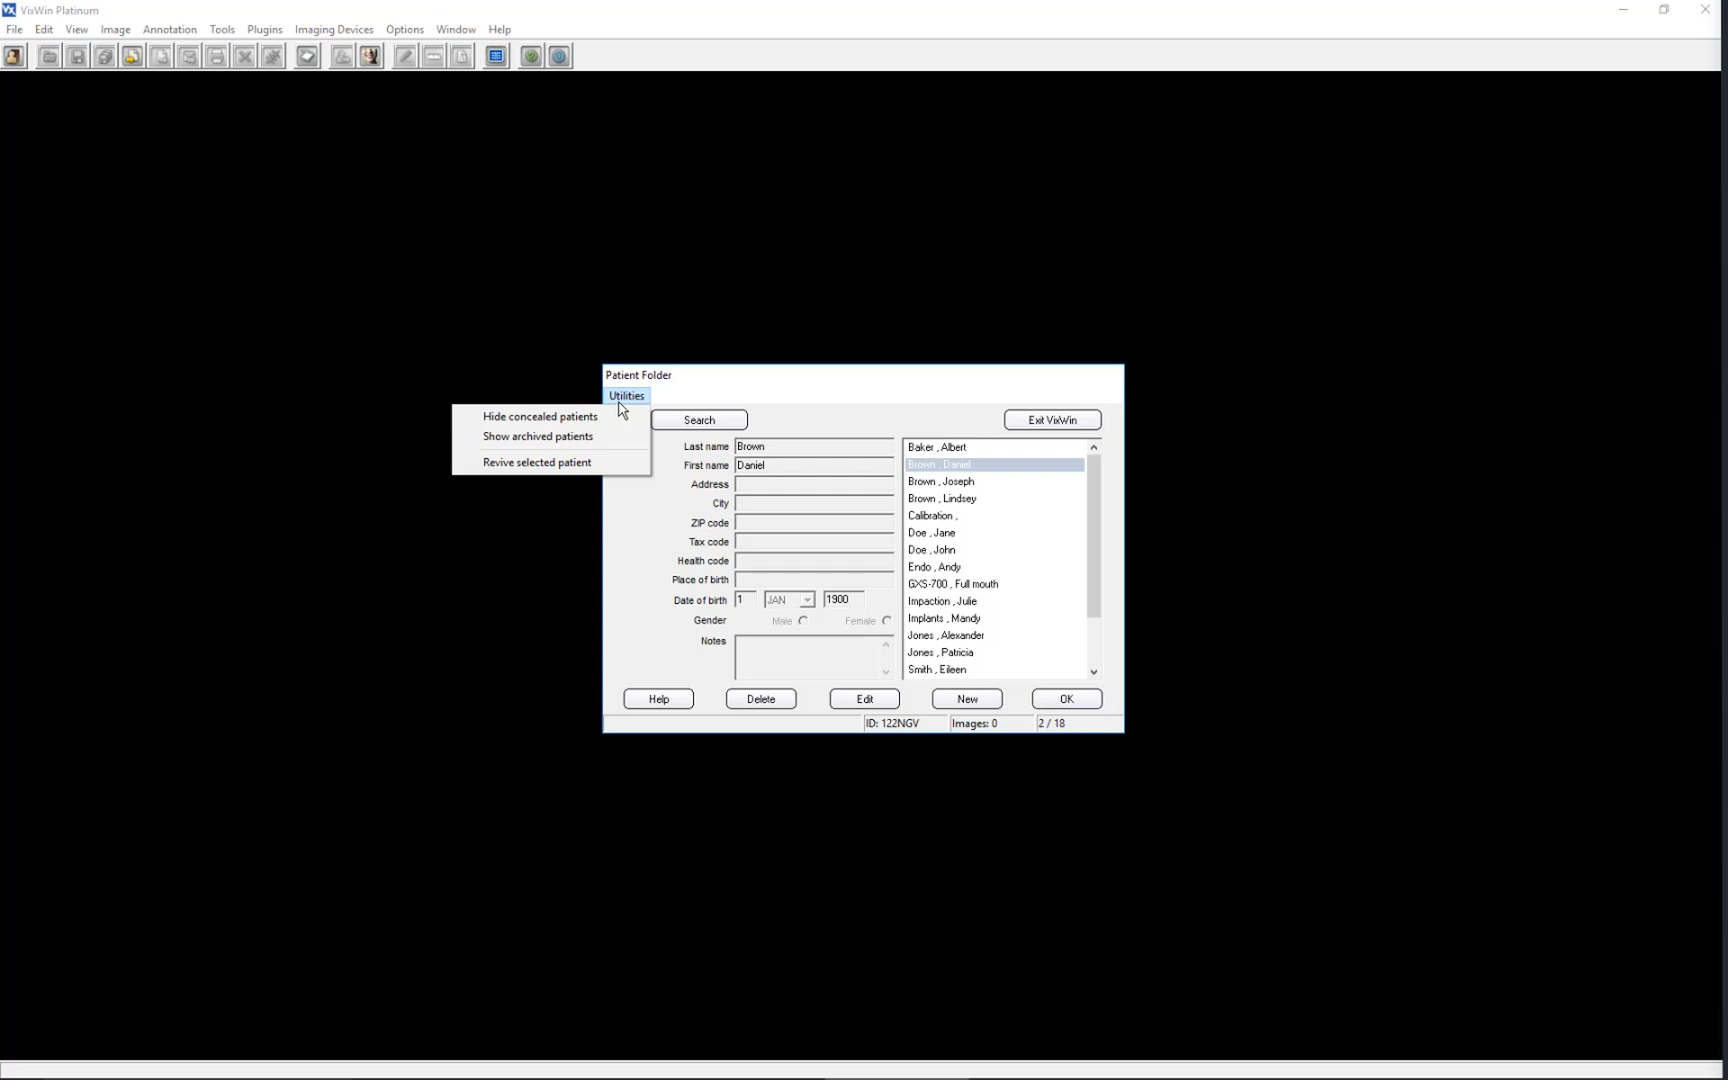 VixWin Platinum
File Edit View Image Annotation Tools Plugins Imaging Devices Options Window Help
Patient Folder
Utilities
Hide concealed patients
Show archived patients
Revive selected patient
Search
Exit VixWin
Last name Brown
First name Daniel
Address
City
ZIP code
Tax code
Health code
Place of birth
Date of birth 1 JAN 1900
Gender Male Female
Notes
Baker , Albert
Brown , Daniel
Brown , Joseph
Brown , Lindsey
Calibration ,
Doe , Jane
Doe , John
Endo , Andy
GXS-700 , Full mouth
Impaction , Julie
Implants , Mandy
Jones , Alexander
Jones , Patricia
Smith , Eileen
Help Delete Edit New OK
ID: 122NGV Images: 0 2 / 18